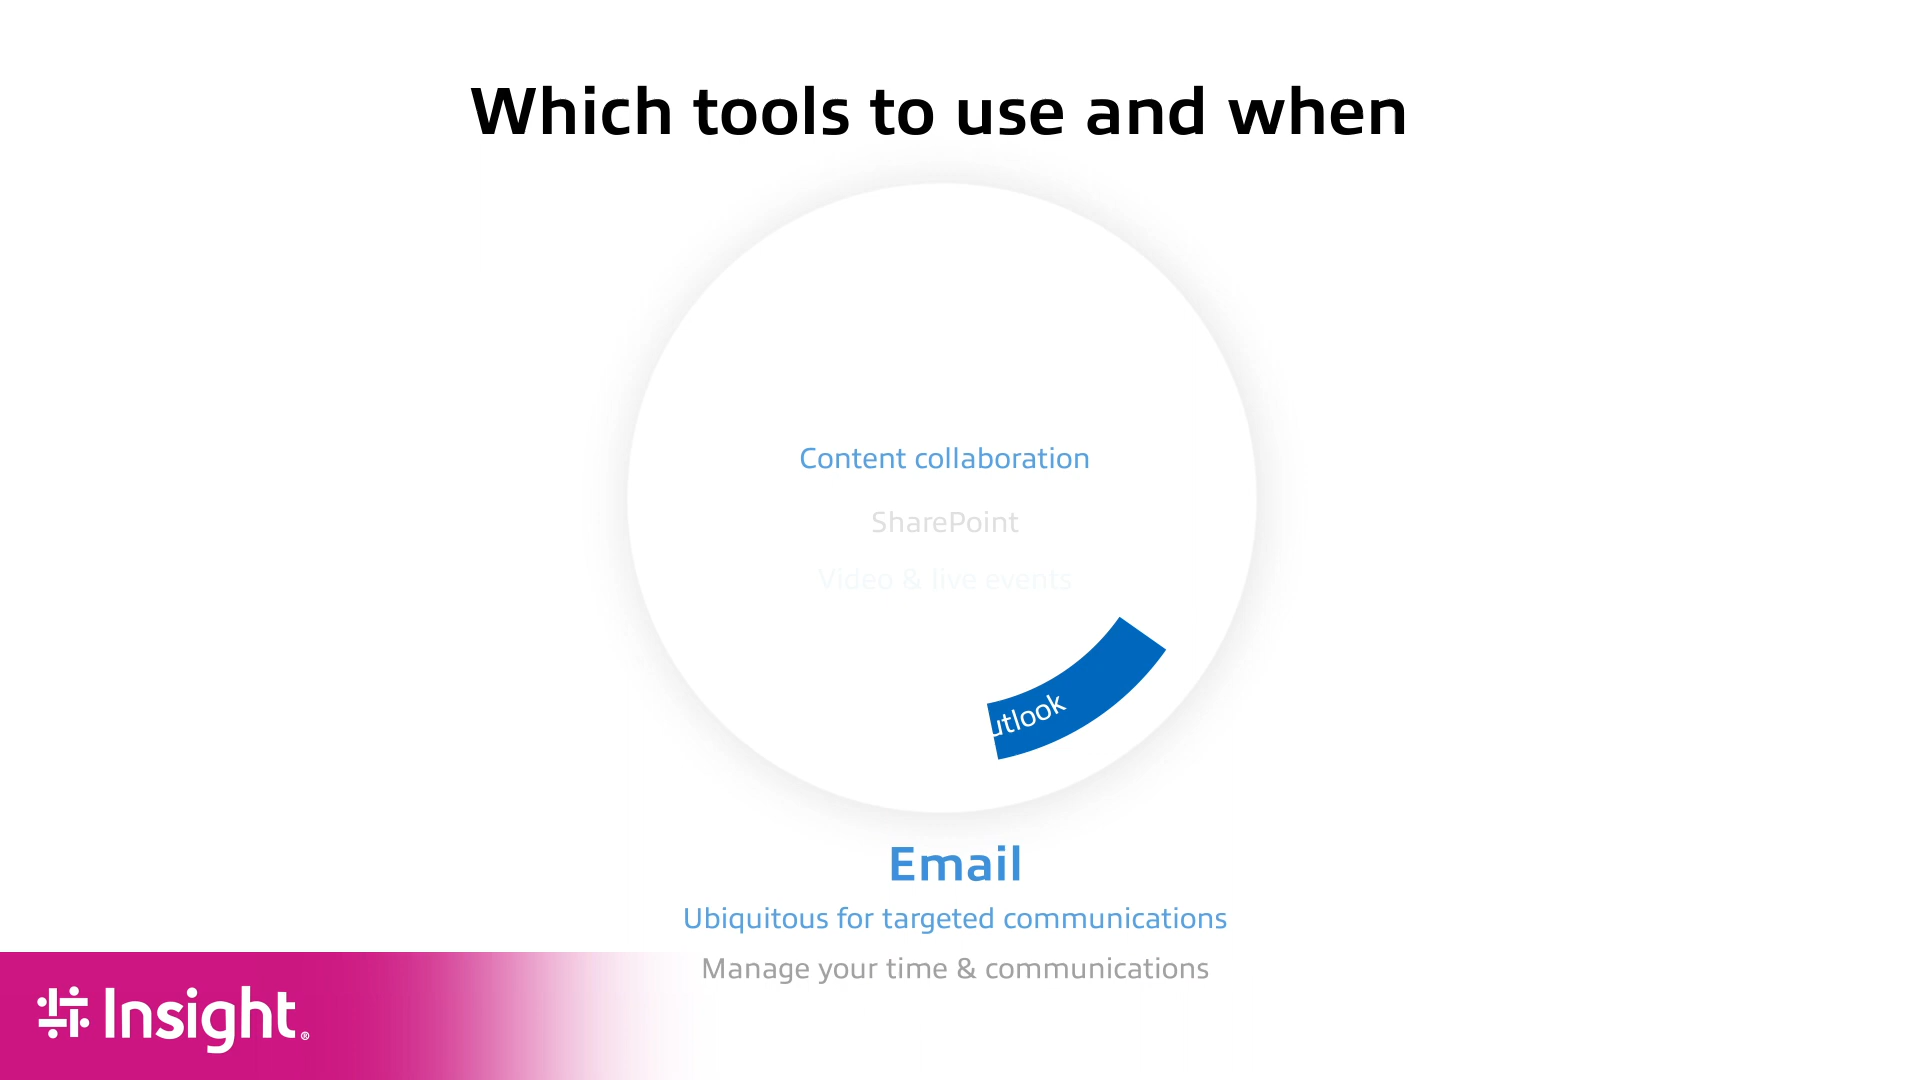 Which tools to use and when
Content collaboration
SharePoint
Video & live events
utlook
Email
Ubiquitous for targeted communications
Manage your time & communications
Insight®